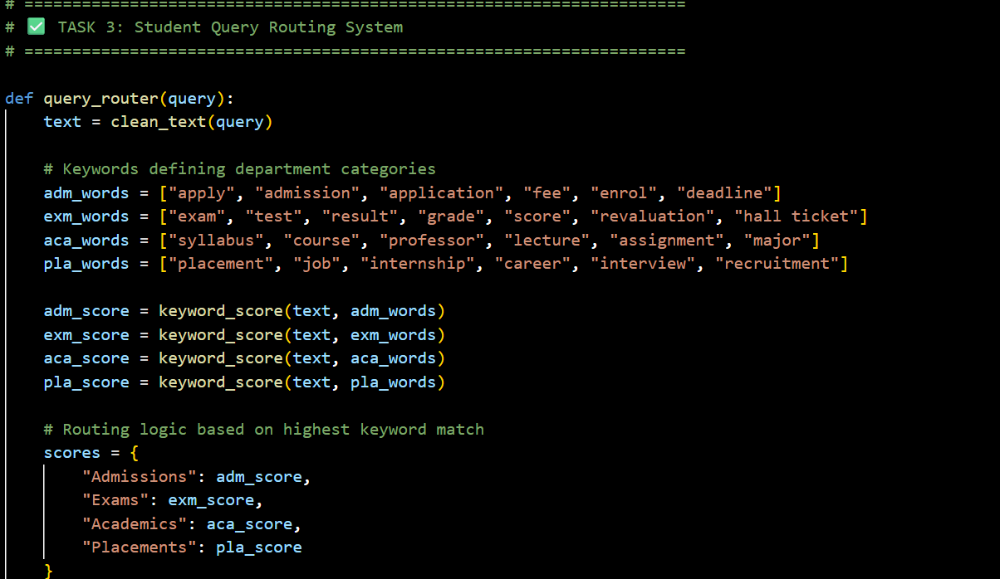 # =====================================================================
# ✅ TASK 3: Student Query Routing System
# =====================================================================
def query_router(query):
    text = clean_text(query)
    # Keywords defining department categories
    adm_words = ["apply", "admission", "application", "fee", "enrol", "deadline"]
    exm_words = ["exam", "test", "result", "grade", "score", "revaluation", "hall ticket"]
    aca_words = ["syllabus", "course", "professor", "lecture", "assignment", "major"]
    pla_words = ["placement", "job", "internship", "career", "interview", "recruitment"]
    adm_score = keyword_score(text, adm_words)
    exm_score = keyword_score(text, exm_words)
    aca_score = keyword_score(text, aca_words)
    pla_score = keyword_score(text, pla_words)
    # Routing logic based on highest keyword match
    scores = {
        "Admissions": adm_score,
        "Exams": exm_score,
        "Academics": aca_score,
        "Placements": pla_score
    }